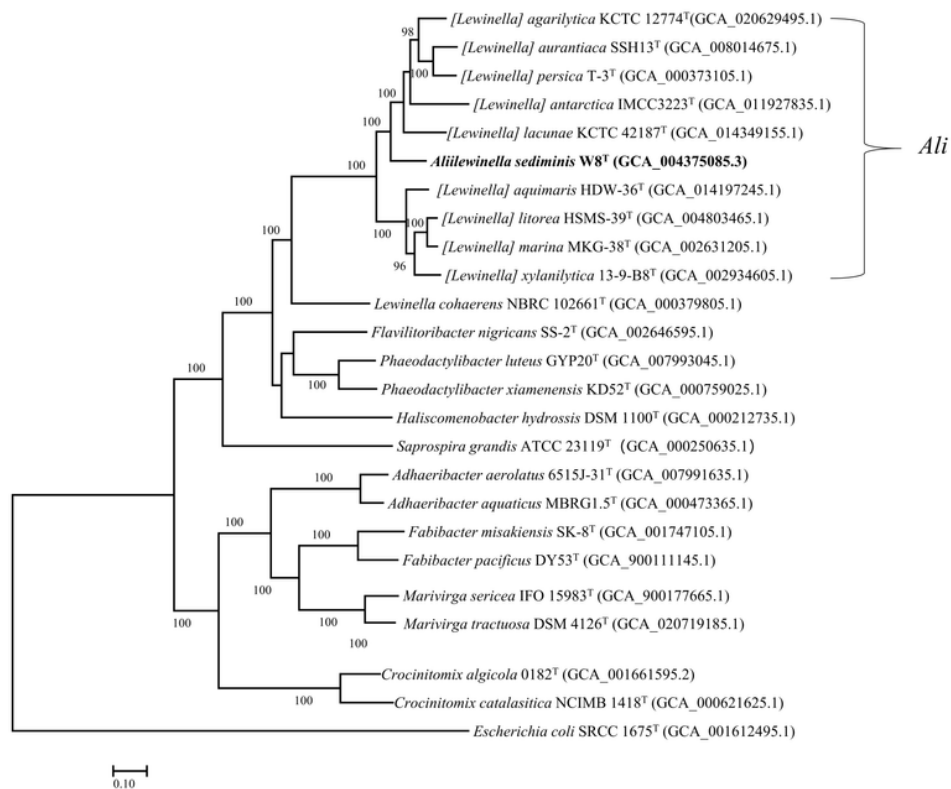 98
[Lewinella] agarilytica KCTC 12774ᵀ(GCA_020629495.1)
[Lewinella] aurantiaca SSH13ᵀ (GCA_008014675.1)
100
[Lewinella] persica T-3ᵀ (GCA_000373105.1)
100
[Lewinella] antarctica IMCC3223ᵀ (GCA_011927835.1)
100
[Lewinella] lacunae KCTC 42187ᵀ (GCA_014349155.1)
Ali
100
Aliilewinella sediminis W8ᵀ (GCA_004375085.3)
[Lewinella] aquimaris HDW-36ᵀ (GCA_014197245.1)
100
[Lewinella] litorea HSMS-39ᵀ (GCA_004803465.1)
100
100
[Lewinella] marina MKG-38ᵀ (GCA_002631205.1)
96
[Lewinella] xylanilytica 13-9-B8ᵀ (GCA_002934605.1)
100
Lewinella cohaerens NBRC 102661ᵀ (GCA_000379805.1)
Flavilitoribacter nigricans SS-2ᵀ (GCA_002646595.1)
Phaeodactylibacter luteus GYP20ᵀ (GCA_007993045.1)
100
100
Phaeodactylibacter xiamenensis KD52ᵀ (GCA_000759025.1)
Haliscomenobacter hydrossis DSM 1100ᵀ (GCA_000212735.1)
Saprospira grandis ATCC 23119ᵀ (GCA_000250635.1)
100
Adhaeribacter aerolatus 6515J-31ᵀ (GCA_007991635.1)
Adhaeribacter aquaticus MBRG1.5ᵀ (GCA_000473365.1)
100
100
Fabibacter misakiensis SK-8ᵀ (GCA_001747105.1)
Fabibacter pacificus DY53ᵀ (GCA_900111145.1)
100
Marivirga sericea IFO 15983ᵀ (GCA_900177665.1)
100
100
Marivirga tractuosa DSM 4126ᵀ (GCA_020719185.1)
100
Crocinitomix algicola 0182ᵀ (GCA_001661595.2)
100
Crocinitomix catalasitica NCIMB 1418ᵀ (GCA_000621625.1)
Escherichia coli SRCC 1675ᵀ (GCA_001612495.1)
0.10